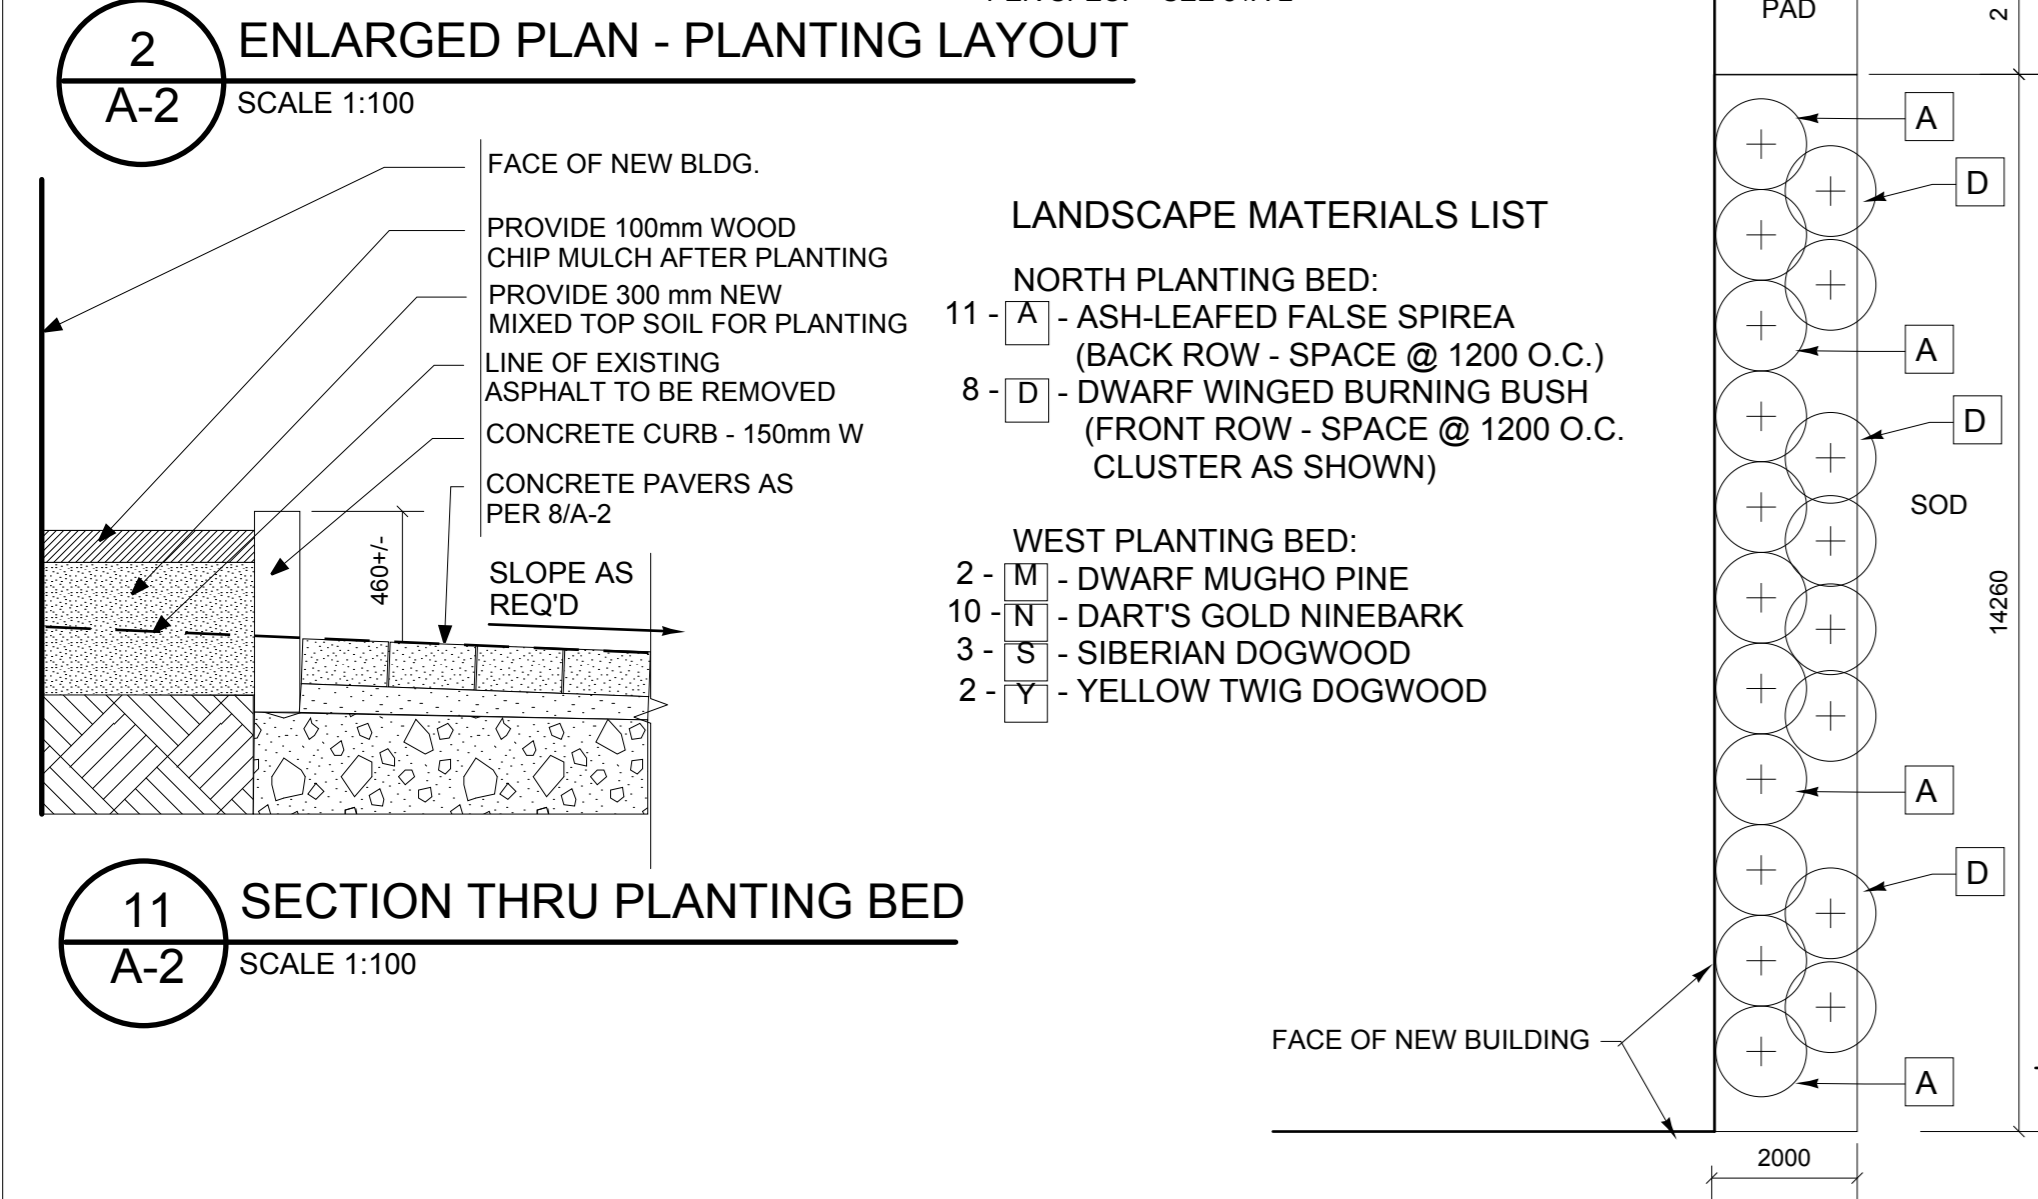 2
A-2
ENLARGED PLAN - PLANTING LAYOUT
SCALE 1:100
FACE OF NEW BLDG.
PROVIDE 100mm WOOD
CHIP MULCH AFTER PLANTING
PROVIDE 300 mm NEW
MIXED TOP SOIL FOR PLANTING
LINE OF EXISTING
ASPHALT TO BE REMOVED
CONCRETE CURB - 150mm W
CONCRETE PAVERS AS
PER 8/A-2
460+/-
SLOPE AS
REQ'D
11
A-2
SECTION THRU PLANTING BED
SCALE 1:100
LANDSCAPE MATERIALS LIST
NORTH PLANTING BED:
11 - A - ASH-LEAFED FALSE SPIREA
(BACK ROW - SPACE @ 1200 O.C.)
8 - D - DWARF WINGED BURNING BUSH
(FRONT ROW - SPACE @ 1200 O.C.
CLUSTER AS SHOWN)
WEST PLANTING BED:
2 - M - DWARF MUGHO PINE
10 - N - DART'S GOLD NINEBARK
3 - S - SIBERIAN DOGWOOD
2 - Y - YELLOW TWIG DOGWOOD
PAD
2
A
D
A
D
SOD
14260
A
D
FACE OF NEW BUILDING
A
2000